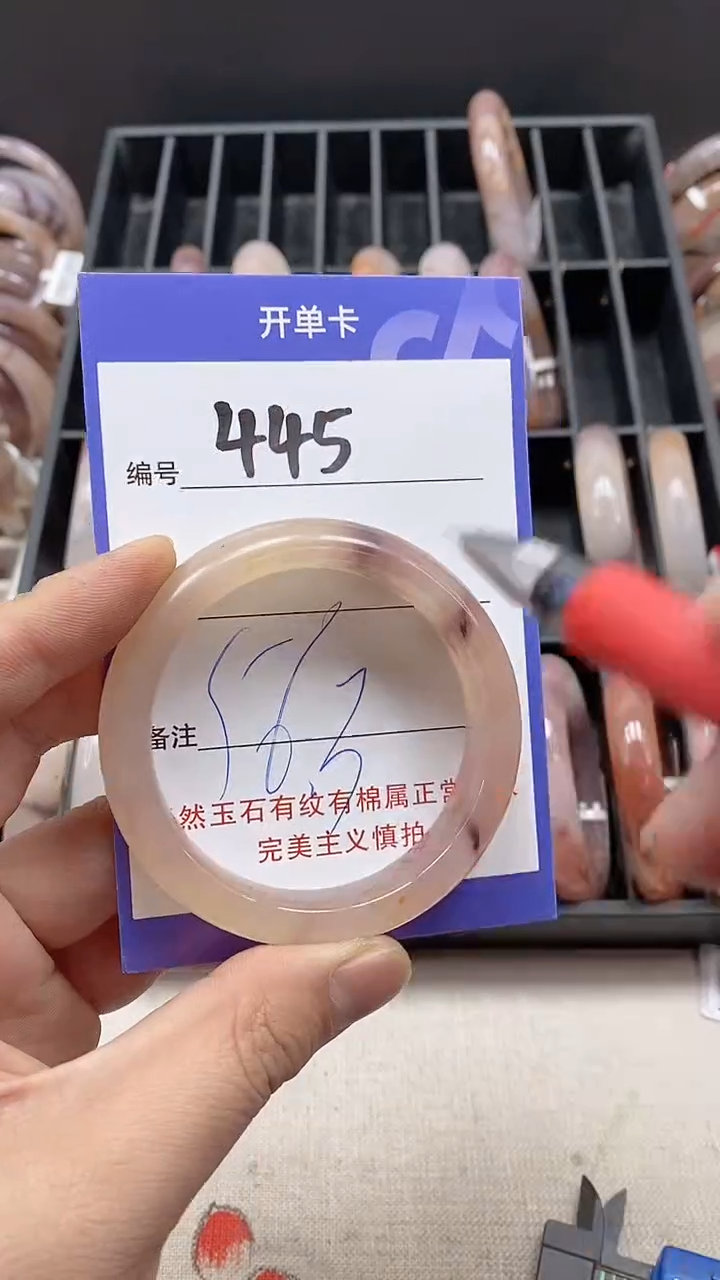 开单卡
编号 445
56.3
备注
然玉石有纹有棉属正常
完美主义慎拍